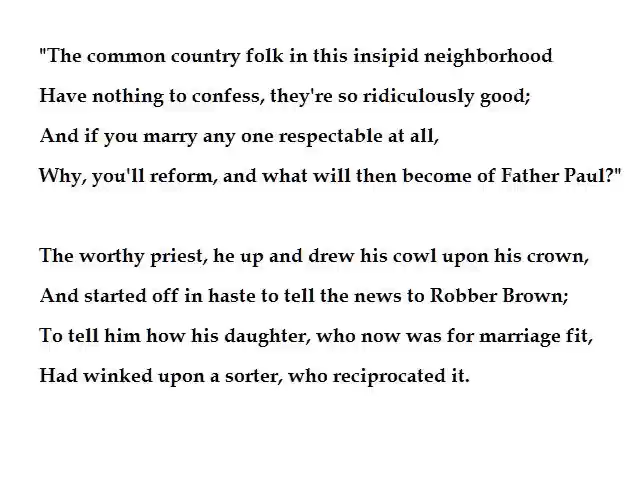 "The common country folk in this insipid neighborhood
Have nothing to confess, they're so ridiculously good;
And if you marry any one respectable at all,
Why, you'll reform, and what will then become of Father Paul?"
The worthy priest, he up and drew his cowl upon his crown,
And started off in haste to tell the news to Robber Brown;
To tell him how his daughter, who now was for marriage fit,
Had winked upon a sorter, who reciprocated it.